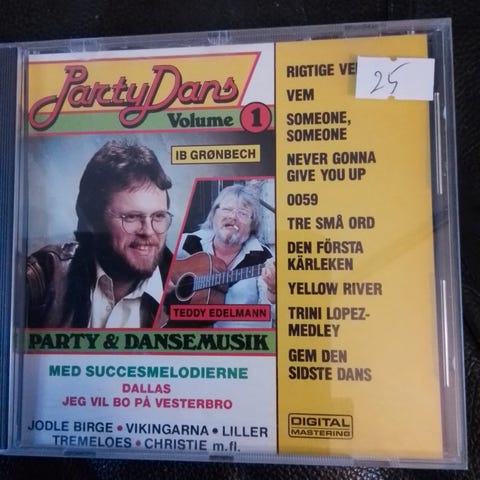 Party Dans
Volume 1
IB GRØNBECH
TEDDY EDELMANN
PARTY & DANSEMUSIK
MED SUCCESMELODIERNE
DALLAS
JEG VIL BO PÅ VESTERBRO
JODLE BIRGE • VIKINGARNA • LILLER
TREMELOES • CHRISTIE m.fl.
RIGTIGE
25
VEM
SOMEONE,
SOMEONE
NEVER GONNA
GIVE YOU UP
0059
TRE SMÅ ORD
DEN FÖRSTA
KÄRLEKEN
YELLOW RIVER
TRINI LOPEZ-
MEDLEY
GEM DEN
SIDSTE DANS
DIGITAL
MASTERING